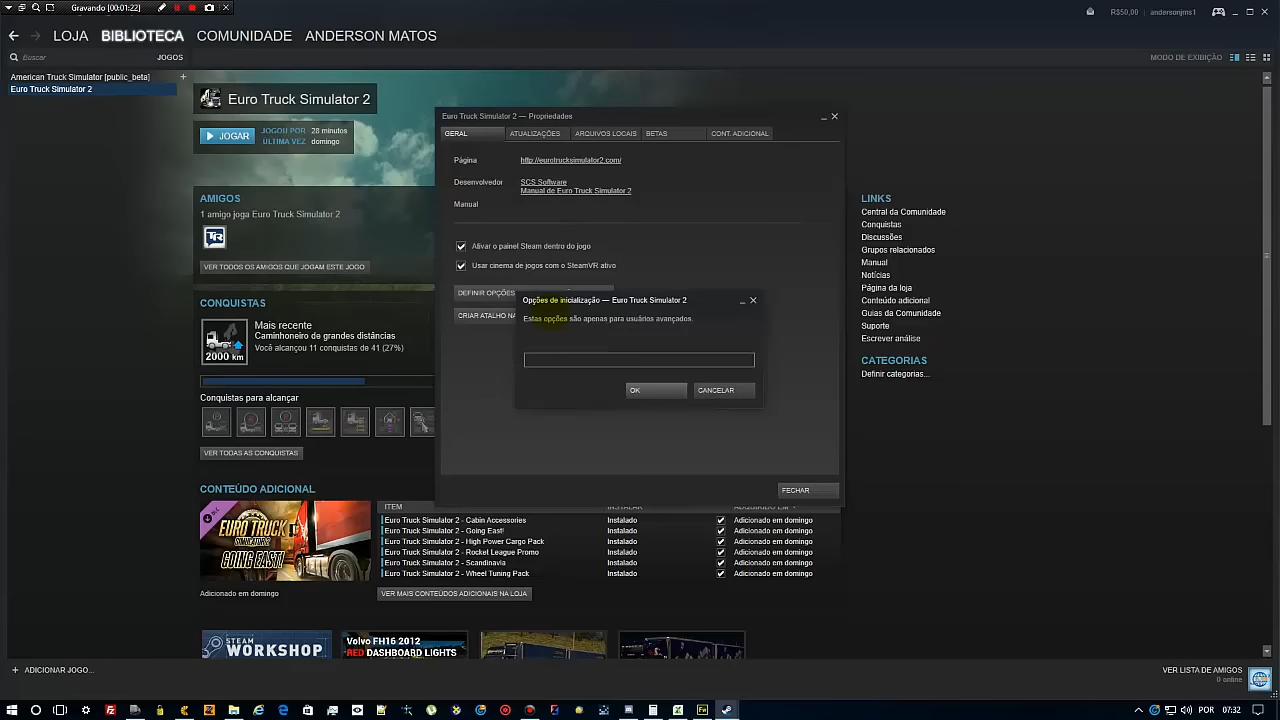 Gravando [00:01:22]
R$50,00 andersonjms1
LOJA BIBLIOTECA COMUNIDADE ANDERSON MATOS
Buscar JOGOS
MODO DE EXIBIÇÃO
American Truck Simulator [public_beta]
Euro Truck Simulator 2
Euro Truck Simulator 2
JOGAR
JOGOU POR 28 minutos
ÚLTIMA VEZ domingo
AMIGOS
1 amigo joga Euro Truck Simulator 2
VER TODOS OS AMIGOS QUE JOGAM ESTE JOGO
CONQUISTAS
2000 km
Mais recente
Caminhoneiro de grandes distâncias
Você alcançou 11 conquistas de 41 (27%)
Conquistas para alcançar
VER TODAS AS CONQUISTAS
Euro Truck Simulator 2 — Propriedades
GERAL ATUALIZAÇÕES ARQUIVOS LOCAIS BETAS CONT. ADICIONAL
Página http://eurotrucksimulator2.com/
Desenvolvedor SCS Software
Manual de Euro Truck Simulator 2
Manual
Ativar o painel Steam dentro do jogo
Usar cinema de jogos com o SteamVR ativo
DEFINIR OPÇÕES
CRIAR ATALHO NA
Opções de inicialização — Euro Truck Simulator 2
Estas opções são apenas para usuários avançados.
OK CANCELAR
FECHAR
LINKS
Central da Comunidade
Conquistas
Discussões
Grupos relacionados
Manual
Notícias
Página da loja
Conteúdo adicional
Guias da Comunidade
Suporte
Escrever análise
CATEGORIAS
Definir categorias...
CONTEÚDO ADICIONAL
EURO TRUCK
SIMULATOR 2
GOING EAST!
Adicionado em domingo
ITEM INSTALAR ADQUIRIDO EM
Euro Truck Simulator 2 - Cabin Accessories Instalado Adicionado em domingo
Euro Truck Simulator 2 - Going East! Instalado Adicionado em domingo
Euro Truck Simulator 2 - High Power Cargo Pack Instalado Adicionado em domingo
Euro Truck Simulator 2 - Rocket League Promo Instalado Adicionado em domingo
Euro Truck Simulator 2 - Scandinavia Instalado Adicionado em domingo
Euro Truck Simulator 2 - Wheel Tuning Pack Instalado Adicionado em domingo
VER MAIS CONTEÚDOS ADICIONAIS NA LOJA
STEAM
WORKSHOP
Volvo FH16 2012
RED DASHBOARD LIGHTS
ADICIONAR JOGO...
VER LISTA DE AMIGOS
0 online
POR 07:32